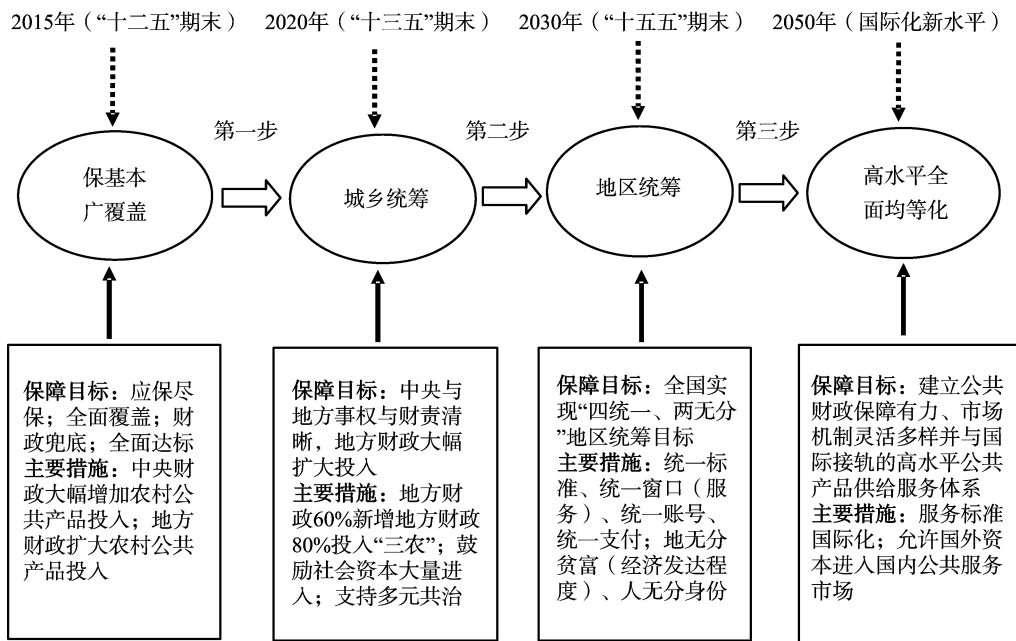 2015年（“十二五”期末）
2020年（“十三五”期末）
2030年（“十五五”期末）
2050年（国际化新水平）
第一步
第二步
第三步
保基本
广覆盖
城乡统筹
地区统筹
高水平全
面均等化
保障目标：应保尽
保；全面覆盖；财
政兜底；全面达标
主要措施：中央财
政大幅增加农村公
共产品投入；地方
财政扩大农村公共
产品投入
保障目标：中央与
地方事权与财责清
晰，地方财政大幅
扩大投入
主要措施：地方财
政60%新增地方财政
80%投入“三农”；鼓
励社会资本大量进
入；支持多元共治
保障目标：全国实
现“四统一、两无分
”地区统筹目标
主要措施：统一标
准、统一窗口（服
务）、统一账号、
统一支付；地无分
贫富（经济发达程
度）、人无分身份
保障目标：建立公共
财政保障有力、市场
机制灵活多样并与国
际接轨的高水平公共
产品供给服务体系
主要措施：服务标准
国际化；允许国外资
本进入国内公共服务
市场